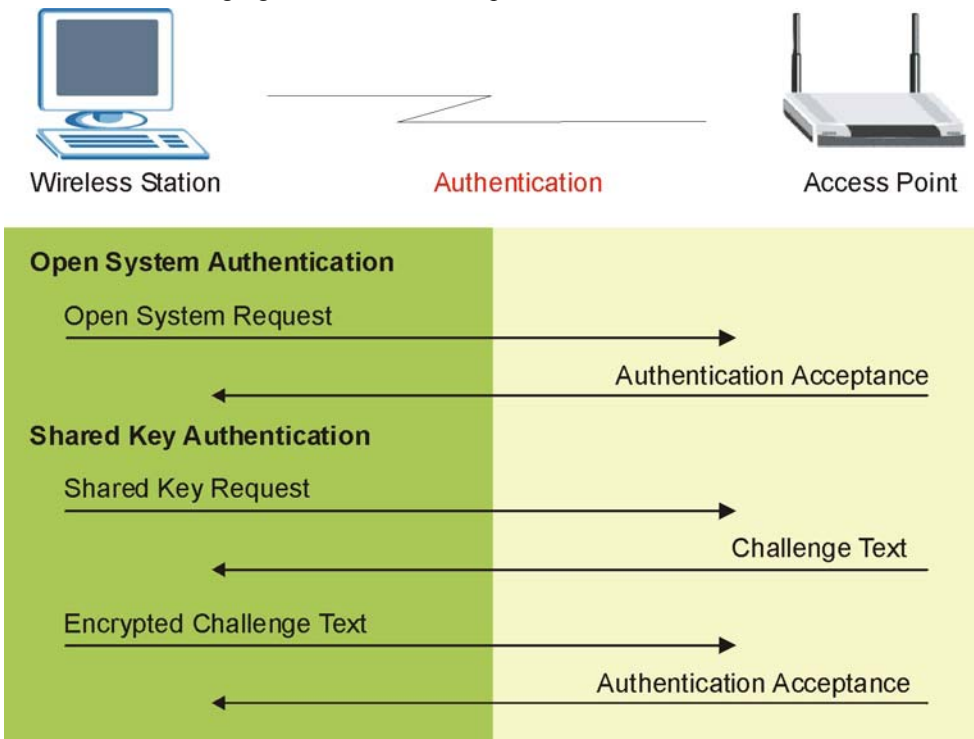 Wireless Station
Authentication
Access Point
Open System Authentication
Open System Request
Authentication Acceptance
Shared Key Authentication
Shared Key Request
Challenge Text
Encrypted Challenge Text
Authentication Acceptance